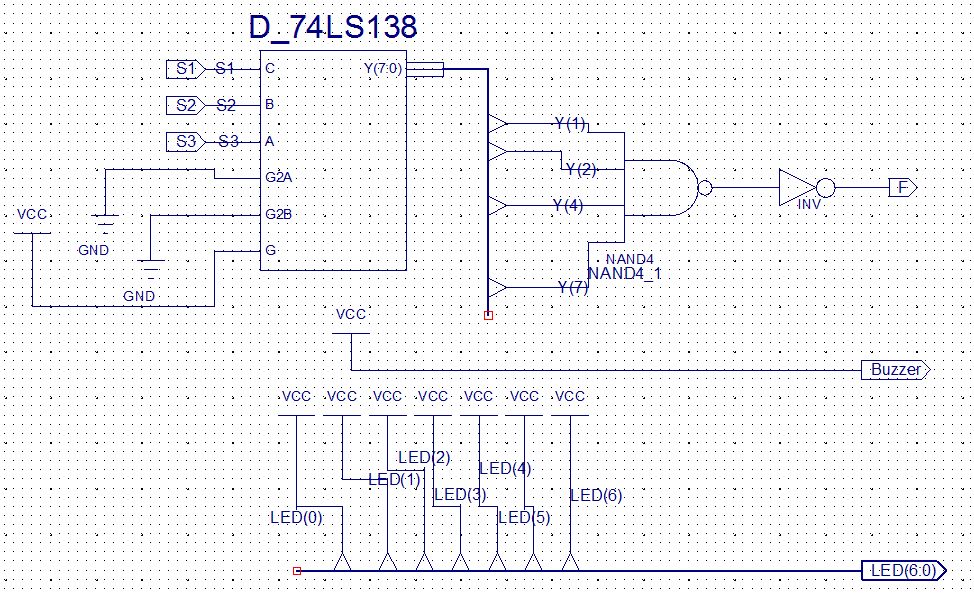 D_74LS138
S1 S1 C Y(7:0)
S2 S2 B
S3 S3 A
Y(1)
Y(2)
G2A
F
INV
Y(4)
VCC
G2B
GND
G
NAND4
NAND4_1
Y(7)
GND
VCC
Buzzer
VCC VCC VCC VCC VCC VCC VCC
LED(2)
LED(4)
LED(1)
LED(3)
LED(6)
LED(0)
LED(5)
LED(6:0)